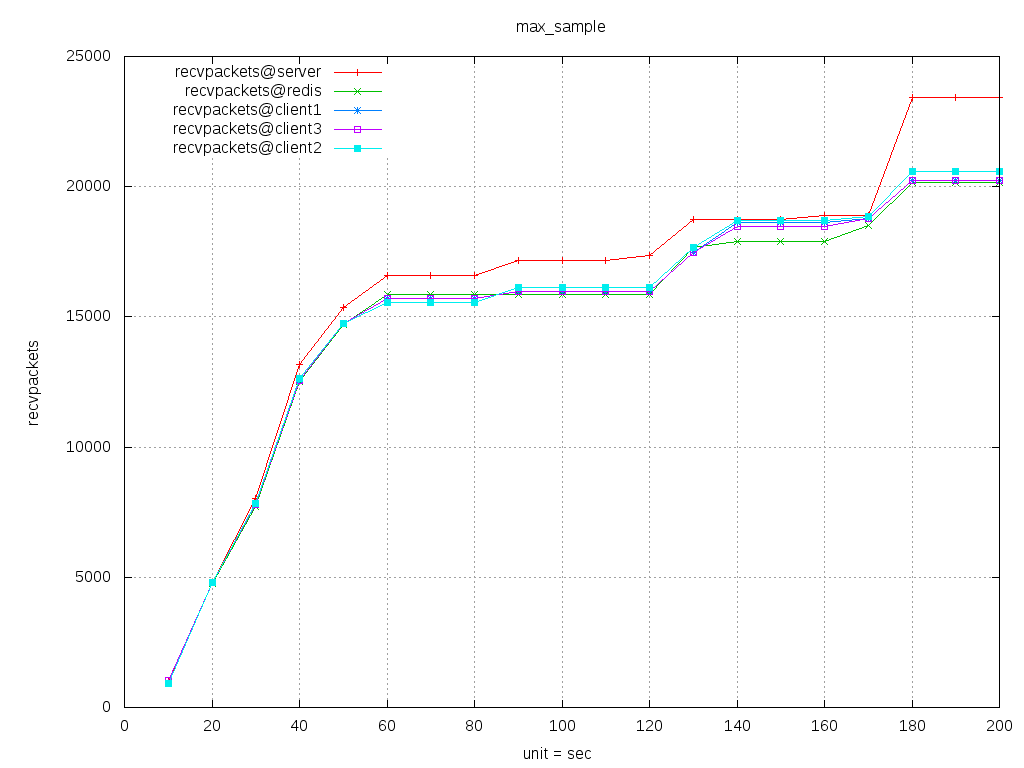 max_sample
25000
20000
15000
10000
5000
0
recvpackets
recvpackets@server
recvpackets@redis
recvpackets@client1
recvpackets@client3
recvpackets@client2
0 20 40 60 80 100 120 140 160 180 200
unit = sec